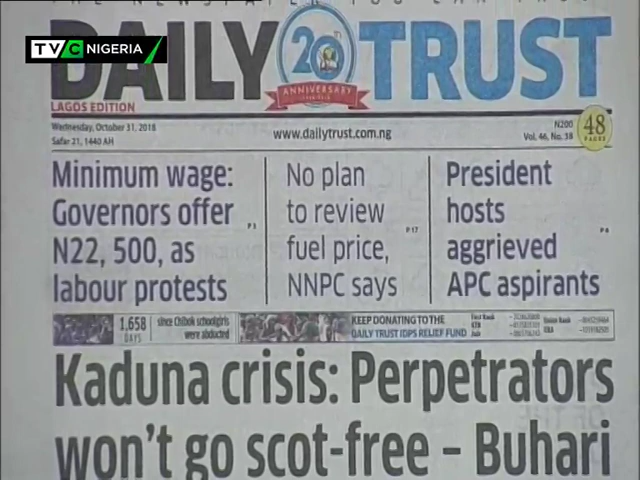 TVC NIGERIA
DAILY TRUST
20
ANNIVERSARY
LAGOS EDITION
Wednesday, October 31, 2018
Safar 21, 1440 AH
www.dailytrust.com.ng
N200
Vol. 46, No. 38
48
PAGES
Minimum wage:
Governors offer
N22, 500, as
labour protests
P3
No plan
to review
fuel price,
NNPC says
P17
President
hosts
aggrieved
APC aspirants
1,658
DAYS
since Chibok schoolgirls
were abducted
KEEP DONATING TO THE
DAILY TRUST IDPS RELIEF FUND
Kaduna crisis: Perpetrators
won't go scot-free – Buhari